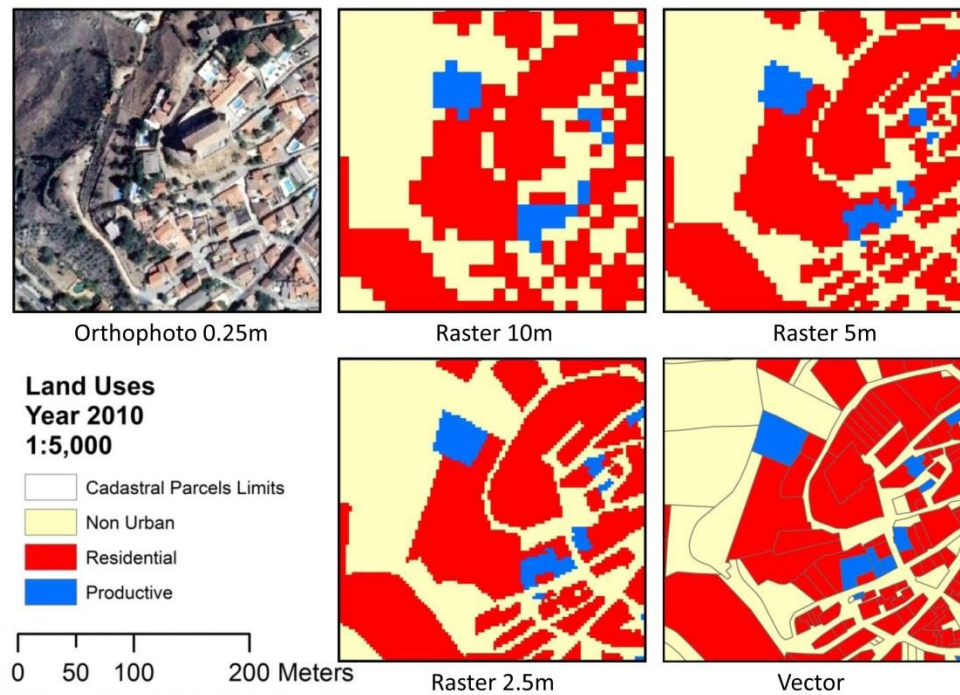 Orthophoto 0.25m
Raster 10m
Raster 5m
Land Uses
Year 2010
1:5,000
Cadastral Parcels Limits
Non Urban
Residential
Productive
0 50 100 200 Meters
Raster 2.5m
Vector